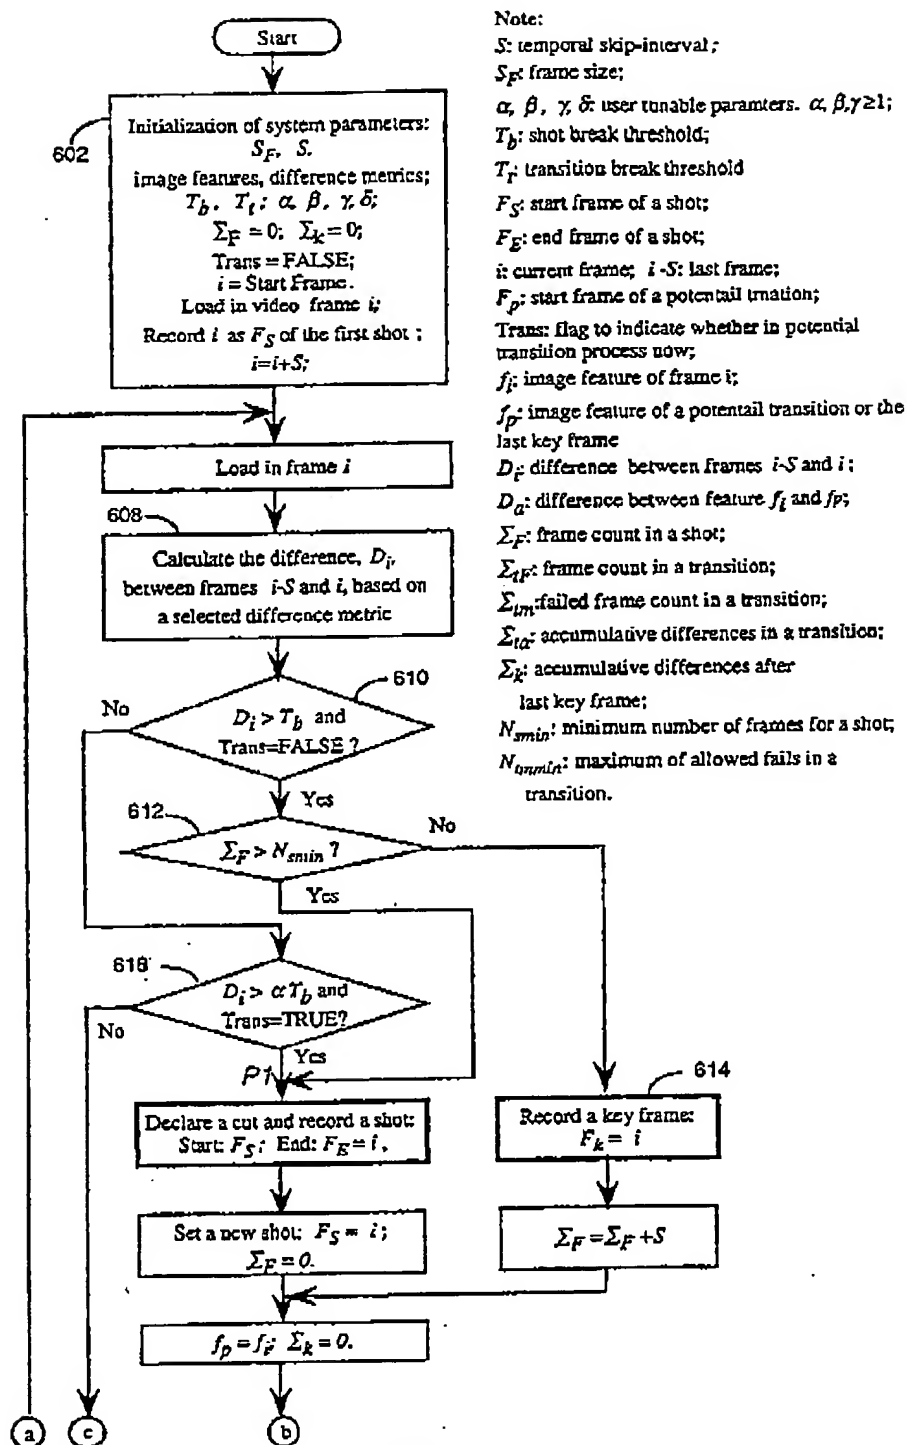 Start
602
Initialization of system parameters:
S_F, S.
image features, difference metrics;
T_b, T_t; α, β, γ, δ;
Σ_F = 0; Σ_k = 0;
Trans = FALSE;
i = Start Frame.
Load in video frame i;
Record i as F_S of the first shot ;
i=i+S;
Load in frame i
608
Calculate the difference, D_i,
between frames i-S and i, based on
a selected difference metric
610
No
D_i > T_b and
Trans=FALSE ?
Yes
612
No
Σ_F > N_smin ?
Yes
618
D_i > α T_b and
Trans=TRUE?
No
Yes
P1
Declare a cut and record a shot:
Start: F_S ; End: F_E = i .
614
Record a key frame:
F_k = i
Set a new shot: F_S = i ;
Σ_F = 0.
Σ_F = Σ_F + S
f_p = f_i; Σ_k = 0.
a
c
b
Note:
S: temporal skip-interval ;
S_F: frame size;
α, β, γ, δ: user tunable paramters. α, β,γ≥1;
T_b: shot break threshold;
T_t: transition break threshold
F_S: start frame of a shot;
F_E: end frame of a shot;
i: current frame; i -S: last frame;
F_p: start frame of a potentail trnation;
Trans: flag to indicate whether in potential
transition process now;
f_i: image feature of frame i;
f_p: image feature of a potentail transition or the
last key frame
D_i: difference between frames i-S and i ;
D_a: difference between feature f_i and f_p;
Σ_F: frame count in a shot;
Σ_tF: frame count in a transition;
Σ_tm:failed frame count in a transition;
Σ_ta: accumulative differences in a transition;
Σ_k: accumulative differences after
last key frame;
N_smin: minimum number of frames for a shot;
N_tmmin: maximum of allowed fails in a
transition.